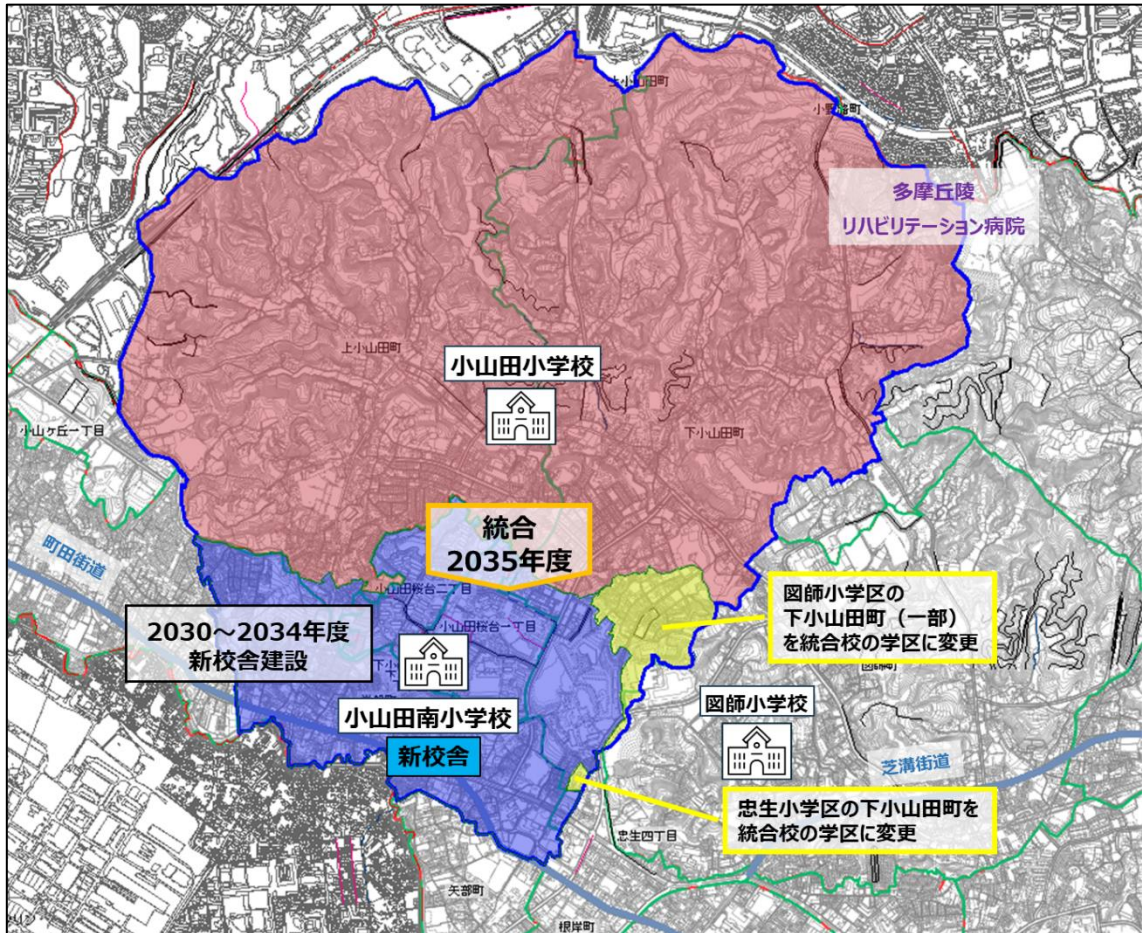 上小山田町
小野路町
多摩丘陵
リハビリテーション病院
上小山田町
小山田小学校
下小山田町
小山ヶ丘一丁目
統合
2035年度
町田街道
小山田桜台二丁目
図師小学区の
下小山田町（一部）
を統合校の学区に変更
2030～2034年度
新校舎建設
小山田桜台一丁目
小山田南小学校
図師小学校
新校舎
芝溝街道
忠生小学区の下小山田町を
統合校の学区に変更
忠生四丁目
矢部町
根岸町